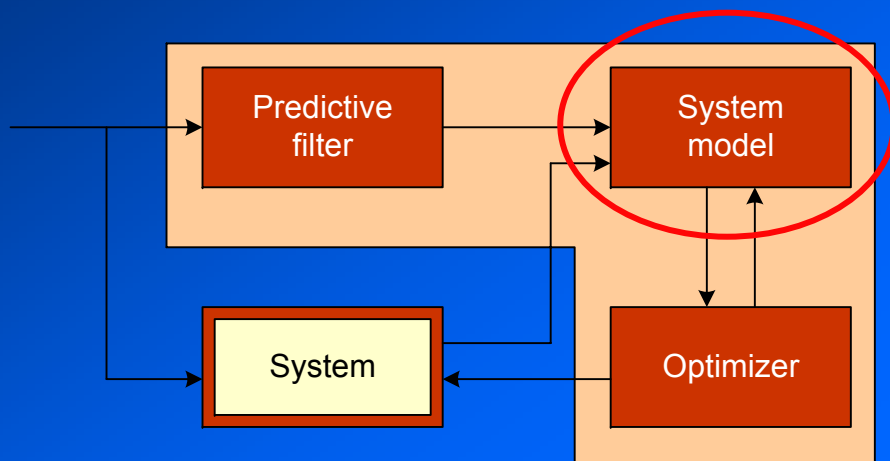 Predictive
filter
System
model
System
Optimizer